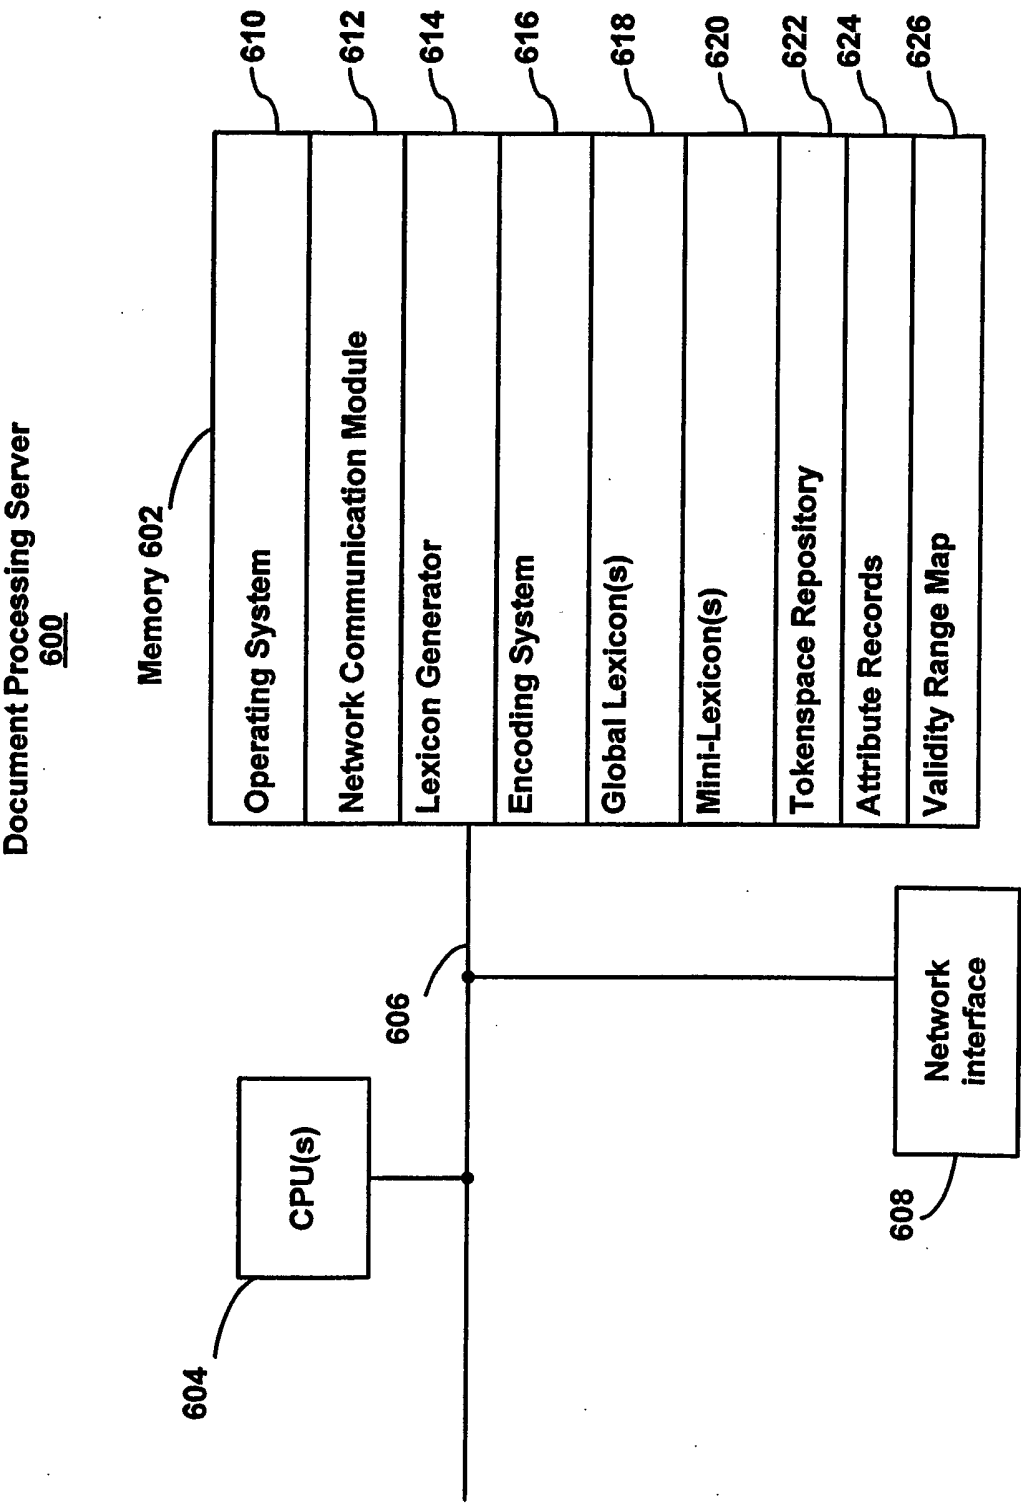 Document Processing Server
600
Memory 602
Operating System
610
Network Communication Module
612
Lexicon Generator
614
Encoding System
616
Global Lexicon(s)
618
Mini-Lexicon(s)
620
Tokenspace Repository
622
Attribute Records
624
Validity Range Map
626
604
CPU(s)
606
608
Network
interface